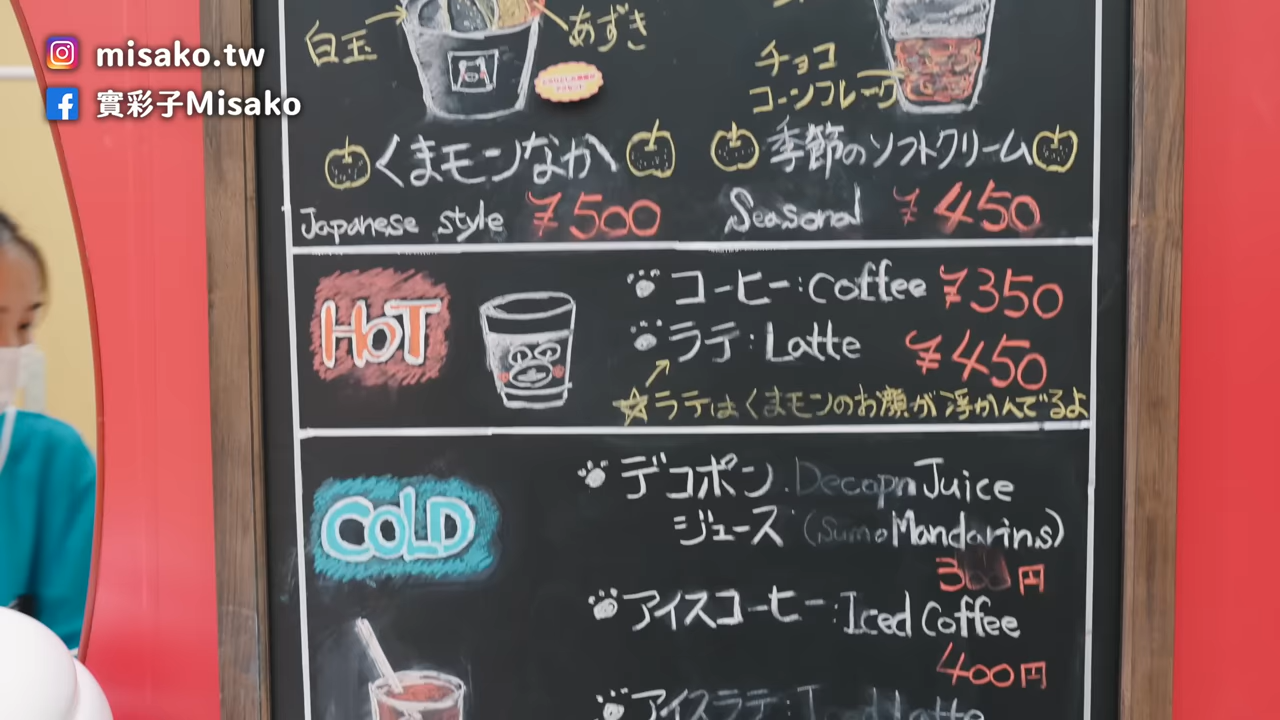 misako.tw
實彩子Misako
白玉
あずき
チョコ
コーンフレーク
くまモンなか
季節のソフトクリーム
Japanese style ¥500
Seasonal ¥450
HOT
コーヒー:Coffee ¥350
ラテ:Latte ¥450
☆ラテはくまモンのお顔が浮かんでるよ
COLD
デコポン:Decopn Juice
ジュース (Sumo Mandarins)
円
アイスコーヒー:Iced Coffee
400円
アイスラテ:Iced Latte